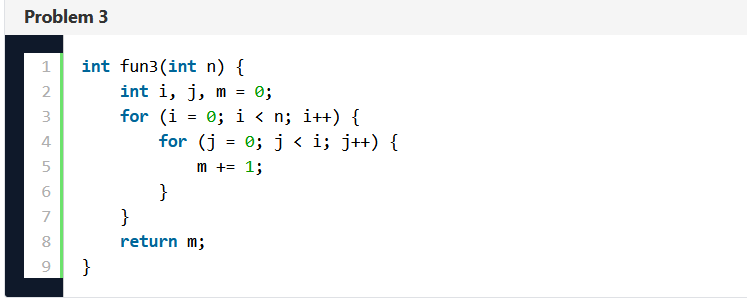 Problem 3
1 int fun3(int n) {
2     int i, j, m = 0;
3     for (i = 0; i < n; i++) {
4         for (j = 0; j < i; j++) {
5             m += 1;
6         }
7     }
8     return m;
9 }